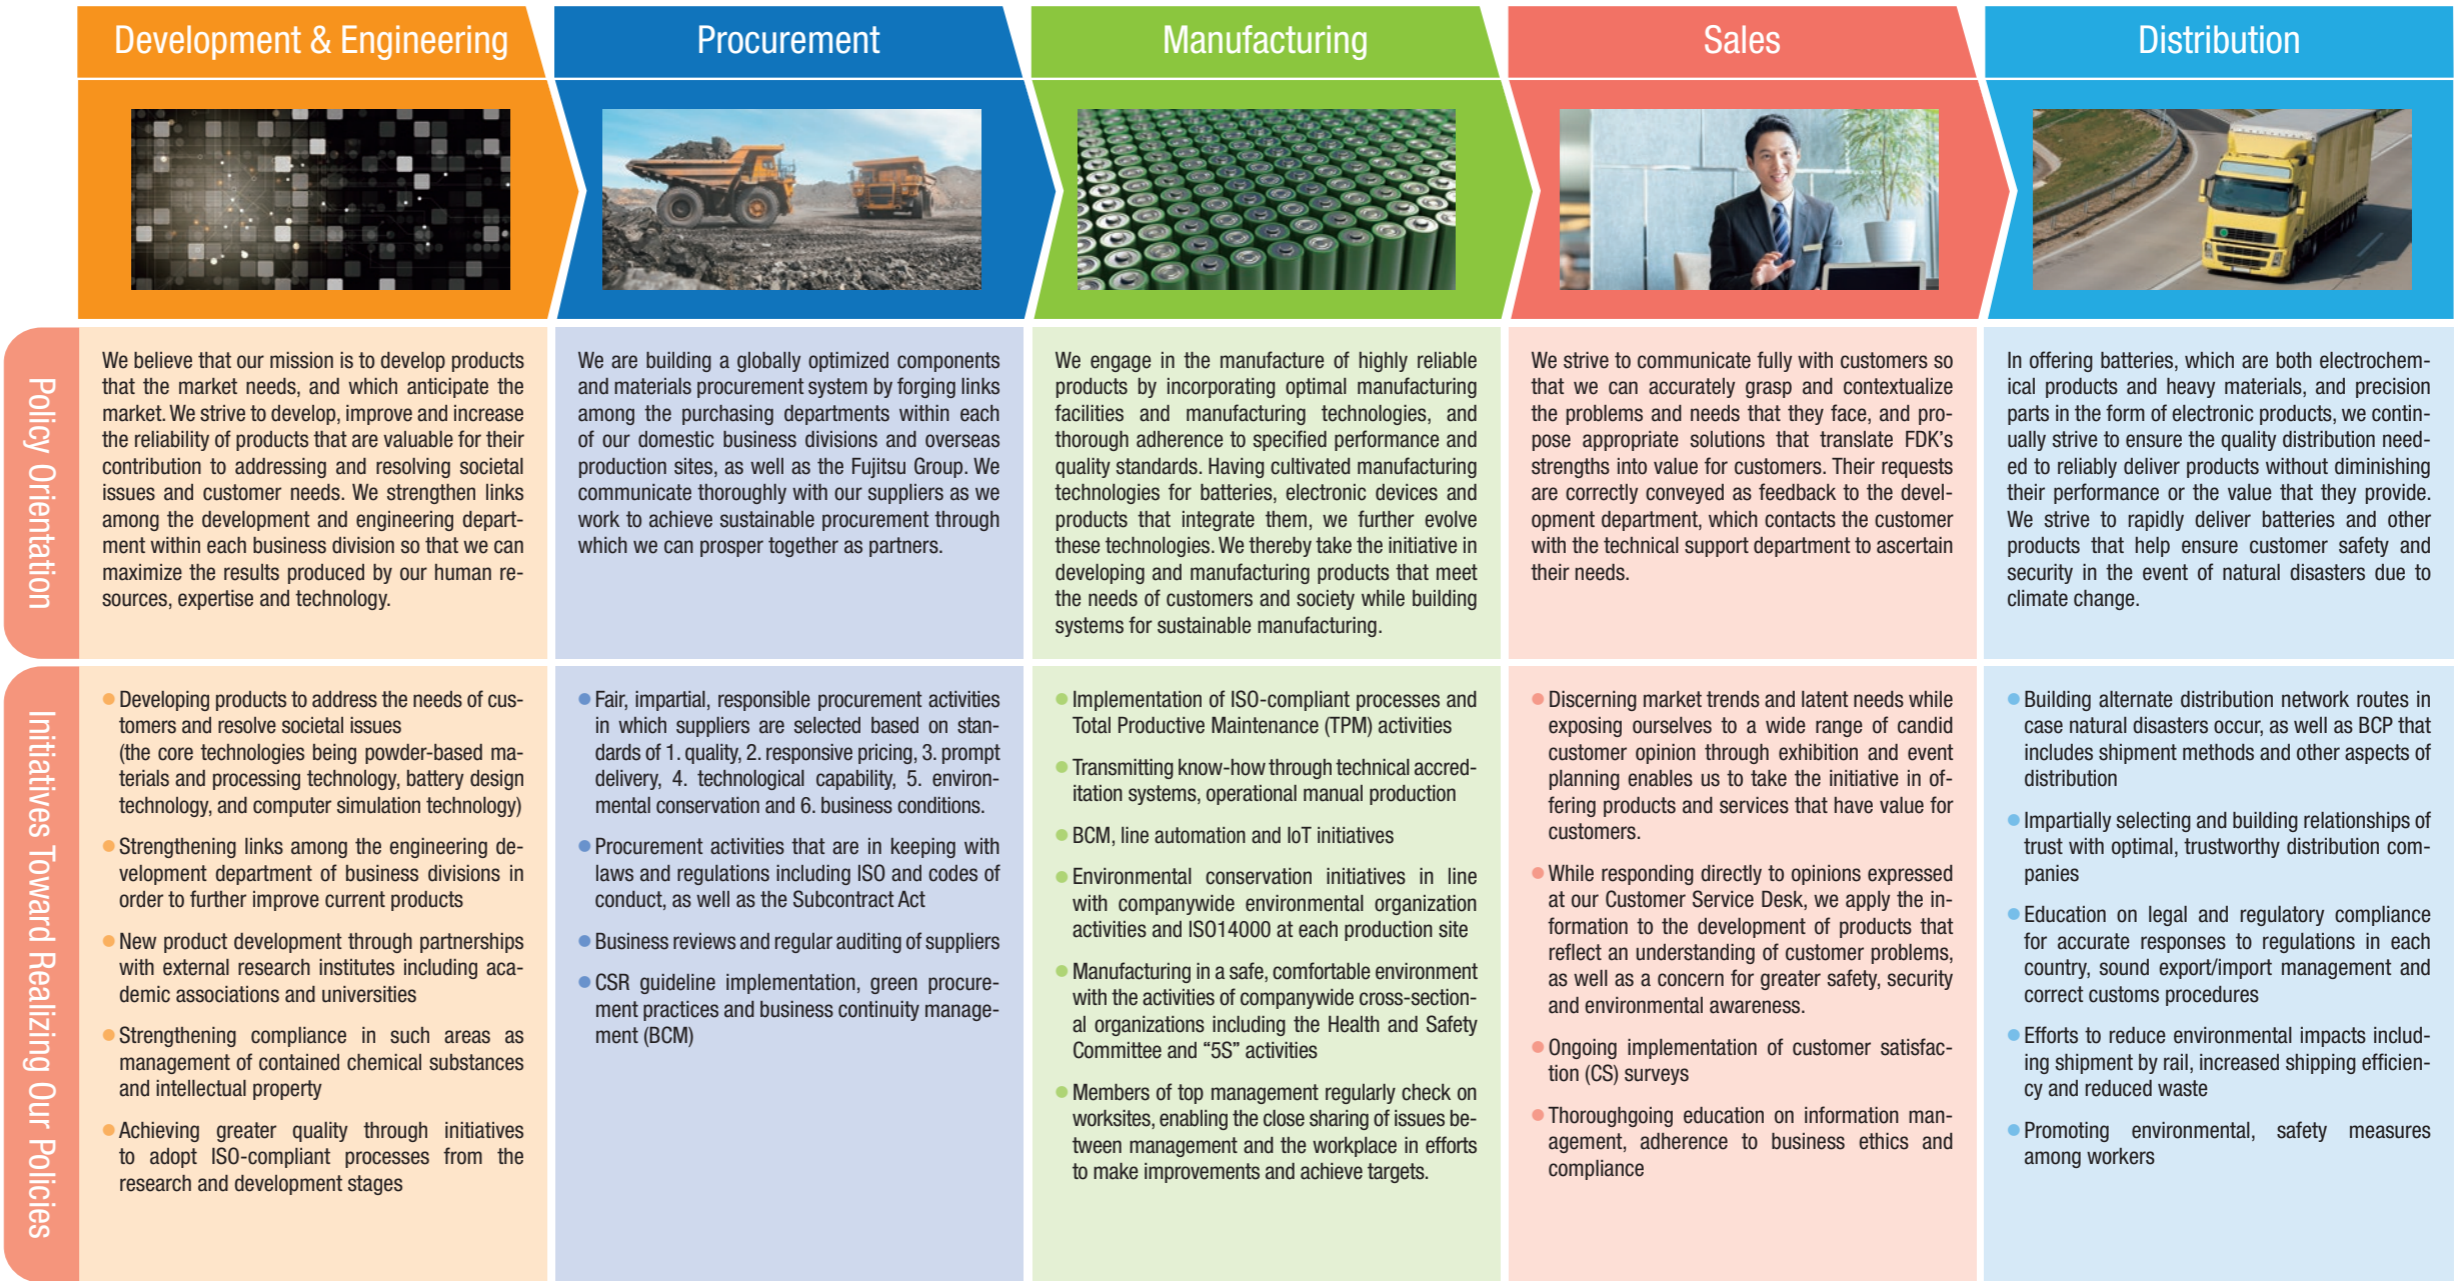 Development & Engineering
Procurement
Manufacturing
Sales
Distribution
Policy Orientation
We believe that our mission is to develop products
that the market needs, and which anticipate the
market. We strive to develop, improve and increase
the reliability of products that are valuable for their
contribution to addressing and resolving societal
issues and customer needs. We strengthen links
among the development and engineering depart-
ment within each business division so that we can
maximize the results produced by our human re-
sources, expertise and technology.
We are building a globally optimized components
and materials procurement system by forging links
among the purchasing departments within each
of our domestic business divisions and overseas
production sites, as well as the Fujitsu Group. We
communicate thoroughly with our suppliers as we
work to achieve sustainable procurement through
which we can prosper together as partners.
We engage in the manufacture of highly reliable
products by incorporating optimal manufacturing
facilities and manufacturing technologies, and
thorough adherence to specified performance and
quality standards. Having cultivated manufacturing
technologies for batteries, electronic devices and
products that integrate them, we further evolve
these technologies. We thereby take the initiative in
developing and manufacturing products that meet
the needs of customers and society while building
systems for sustainable manufacturing.
We strive to communicate fully with customers so
that we can accurately grasp and contextualize
the problems and needs that they face, and pro-
pose appropriate solutions that translate FDK's
strengths into value for customers. Their requests
are correctly conveyed as feedback to the devel-
opment department, which contacts the customer
with the technical support department to ascertain
their needs.
In offering batteries, which are both electrochem-
ical products and heavy materials, and precision
parts in the form of electronic products, we contin-
ually strive to ensure the quality distribution need-
ed to reliably deliver products without diminishing
their performance or the value that they provide.
We strive to rapidly deliver batteries and other
products that help ensure customer safety and
security in the event of natural disasters due to
climate change.
Initiatives Toward Realizing Our Policies
● Developing products to address the needs of cus-
tomers and resolve societal issues
(the core technologies being powder-based ma-
terials and processing technology, battery design
technology, and computer simulation technology)
● Strengthening links among the engineering de-
velopment department of business divisions in
order to further improve current products
● New product development through partnerships
with external research institutes including aca-
demic associations and universities
● Strengthening compliance in such areas as
management of contained chemical substances
and intellectual property
● Achieving greater quality through initiatives
to adopt ISO-compliant processes from the
research and development stages
● Fair, impartial, responsible procurement activities
in which suppliers are selected based on stan-
dards of 1. quality, 2. responsive pricing, 3. prompt
delivery, 4. technological capability, 5. environ-
mental conservation and 6. business conditions.
● Procurement activities that are in keeping with
laws and regulations including ISO and codes of
conduct, as well as the Subcontract Act
● Business reviews and regular auditing of suppliers
● CSR guideline implementation, green procure-
ment practices and business continuity manage-
ment (BCM)
● Implementation of ISO-compliant processes and
Total Productive Maintenance (TPM) activities
● Transmitting know-how through technical accred-
itation systems, operational manual production
● BCM, line automation and IoT initiatives
● Environmental conservation initiatives in line
with companywide environmental organization
activities and ISO14000 at each production site
● Manufacturing in a safe, comfortable environment
with the activities of companywide cross-section-
al organizations including the Health and Safety
Committee and “5S” activities
● Members of top management regularly check on
worksites, enabling the close sharing of issues be-
tween management and the workplace in efforts
to make improvements and achieve targets.
● Discerning market trends and latent needs while
exposing ourselves to a wide range of candid
customer opinion through exhibition and event
planning enables us to take the initiative in of-
fering products and services that have value for
customers.
● While responding directly to opinions expressed
at our Customer Service Desk, we apply the in-
formation to the development of products that
reflect an understanding of customer problems,
as well as a concern for greater safety, security
and environmental awareness.
● Ongoing implementation of customer satisfac-
tion (CS) surveys
● Thoroughgoing education on information man-
agement, adherence to business ethics and
compliance
● Building alternate distribution network routes in
case natural disasters occur, as well as BCP that
includes shipment methods and other aspects of
distribution
● Impartially selecting and building relationships of
trust with optimal, trustworthy distribution com-
panies
● Education on legal and regulatory compliance
for accurate responses to regulations in each
country, sound export/import management and
correct customs procedures
● Efforts to reduce environmental impacts includ-
ing shipment by rail, increased shipping efficien-
cy and reduced waste
● Promoting environmental, safety measures
among workers